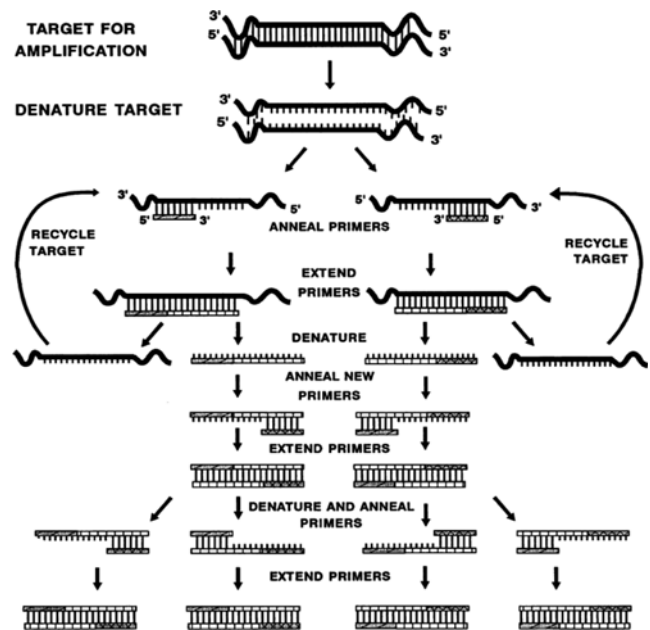 TARGET FOR
AMPLIFICATION
3'
5'
5'
3'
DENATURE TARGET
3'
5'
5'
3'
3'
5'
3'
5'
3'
5'
3'
5'
ANNEAL PRIMERS
RECYCLE
TARGET
RECYCLE
TARGET
EXTEND
PRIMERS
DENATURE
ANNEAL NEW
PRIMERS
EXTEND PRIMERS
DENATURE AND ANNEAL
PRIMERS
EXTEND PRIMERS